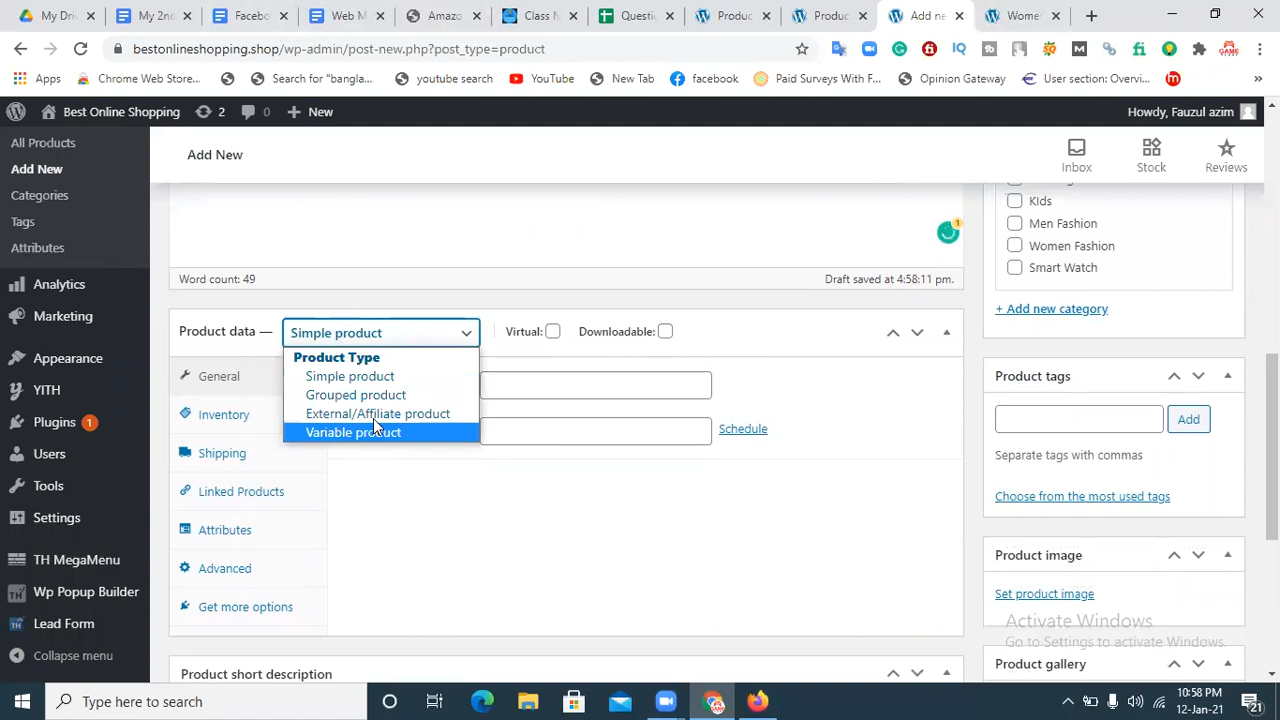 My Dri
My 2nd
Facebo
Web M
Amazo
Class
Questi
Produc
Produc
Add ne
Wome
bestonlineshopping.shop/wp-admin/post-new.php?post_type=product
Apps
Chrome Web Store...
Search for "bangla...
youtube search
YouTube
New Tab
facebook
Paid Surveys With F...
Opinion Gateway
User section: Overvi...
»
Best Online Shopping
2
0
New
Howdy, Fauzul azim
All Products
Add New
Categories
Tags
Attributes
Analytics
Marketing
Appearance
YITH
Plugins 1
Users
Tools
Settings
TH MegaMenu
Wp Popup Builder
Lead Form
Collapse menu
Add New
Inbox
Stock
Reviews
1
Word count: 49
Draft saved at 4:58:11 pm.
Product data —
Simple product
Virtual:
Downloadable:
Product Type
Simple product
Grouped product
External/Affiliate product
Variable product
General
Inventory
Shipping
Linked Products
Attributes
Advanced
Get more options
Schedule
Product short description
KIds
Men Fashion
Women Fashion
Smart Watch
+ Add new category
Product tags
Add
Separate tags with commas
Choose from the most used tags
Product image
Set product image
Activate Windows
Go to Settings to activate Windows.
Product gallery
Type here to search
10:58 PM
12-Jan-21
21